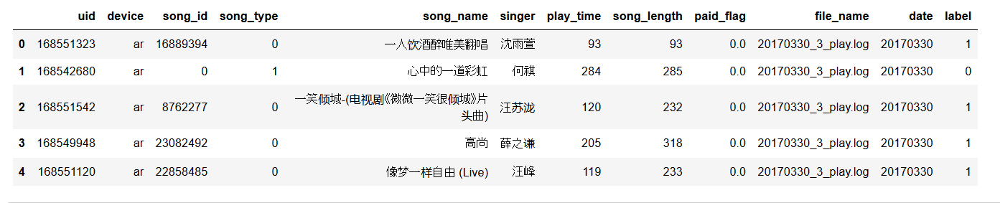 uid device song_id song_type song_name singer play_time song_length paid_flag file_name date label
0 168551323 ar 16889394 0 一人饮酒醉唯美翻唱 沈雨萱 93 93 0.0 20170330_3_play.log 20170330 1
1 168542680 ar 0 1 心中的一道彩虹 何祺 284 285 0.0 20170330_3_play.log 20170330 0
2 168551542 ar 8762277 0 一笑倾城-(电视剧《微微一笑很倾城》片 汪苏泷 120 232 0.0 20170330_3_play.log 20170330 1
头曲)
3 168549948 ar 23082492 0 高尚 薛之谦 205 318 0.0 20170330_3_play.log 20170330 1
4 168551120 ar 22858485 0 像梦一样自由 (Live) 汪峰 119 233 0.0 20170330_3_play.log 20170330 1